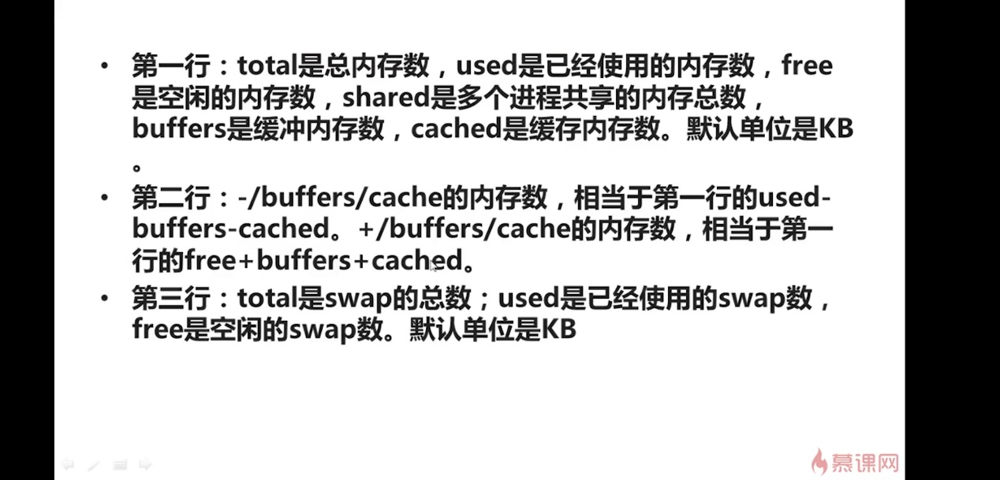 • 第一行：total是总内存数，used是已经使用的内存数，free
是空闲的内存数，shared是多个进程共享的内存总数，
buffers是缓冲内存数，cached是缓存内存数。默认单位是KB
。
• 第二行：-/buffers/cache的内存数，相当于第一行的used-
buffers-cached。+/buffers/cache的内存数，相当于第一
行的free+buffers+cached。
• 第三行：total是swap的总数；used是已经使用的swap数，
free是空闲的swap数。默认单位是KB
慕课网